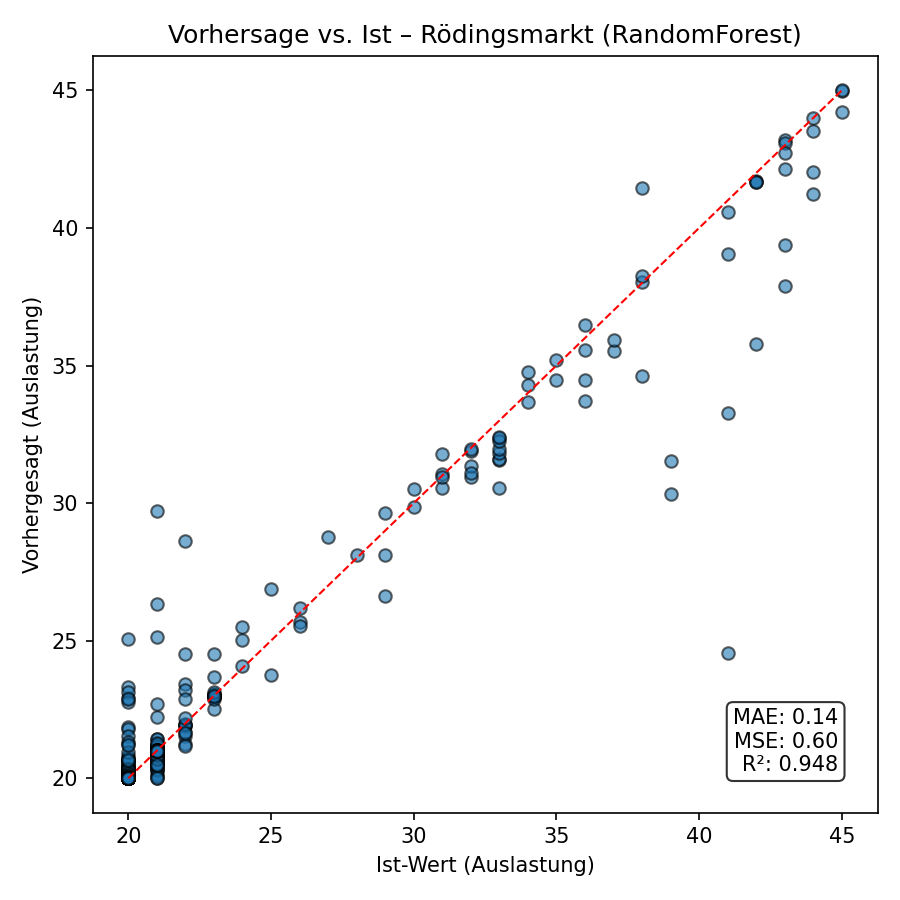 Vorhersage vs. Ist – Rödingsmarkt (RandomForest)
Vorhergesagt (Auslastung)
45
40
35
30
25
20
MAE: 0.14
MSE: 0.60
R²: 0.948
20 25 30 35 40 45
Ist-Wert (Auslastung)